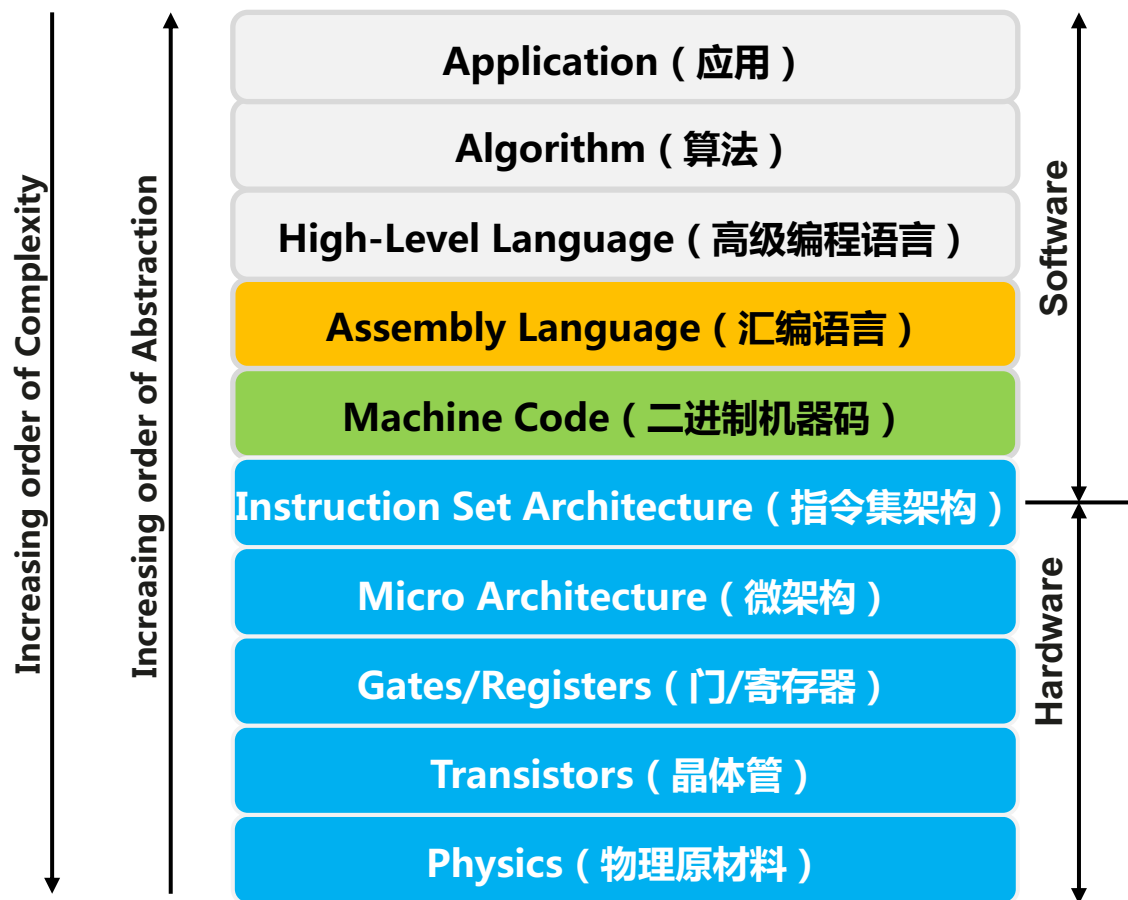 Application（应用）
Algorithm（算法）
High-Level Language（高级编程语言）
Assembly Language（汇编语言）
Machine Code（二进制机器码）
Instruction Set Architecture（指令集架构）
Micro Architecture（微架构）
Gates/Registers（门/寄存器）
Transistors（晶体管）
Physics（物理原材料）
Increasing order of Complexity
Increasing order of Abstraction
Software
Hardware